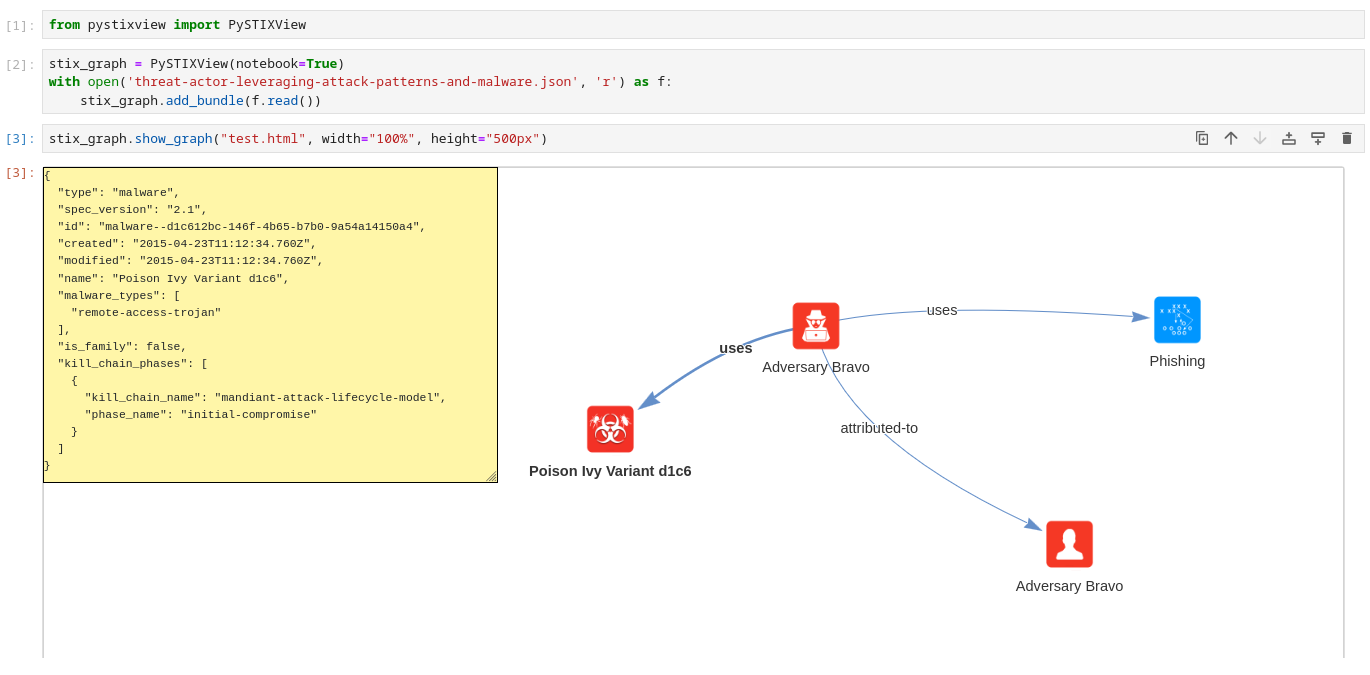 [1]:
from pystixview import PySTIXView
[2]:
stix_graph = PySTIXView(notebook=True)
with open('threat-actor-leveraging-attack-patterns-and-malware.json', 'r') as f:
    stix_graph.add_bundle(f.read())
[3]:
stix_graph.show_graph("test.html", width="100%", height="500px")
[3]:
{
  "type": "malware",
  "spec_version": "2.1",
  "id": "malware--d1c612bc-146f-4b65-b7b0-9a54a14150a4",
  "created": "2015-04-23T11:12:34.760Z",
  "modified": "2015-04-23T11:12:34.760Z",
  "name": "Poison Ivy Variant d1c6",
  "malware_types": [
    "remote-access-trojan"
  ],
  "is_family": false,
  "kill_chain_phases": [
    {
      "kill_chain_name": "mandiant-attack-lifecycle-model",
      "phase_name": "initial-compromise"
    }
  ]
}
uses
Phishing
uses
Adversary Bravo
attributed-to
Poison Ivy Variant d1c6
Adversary Bravo